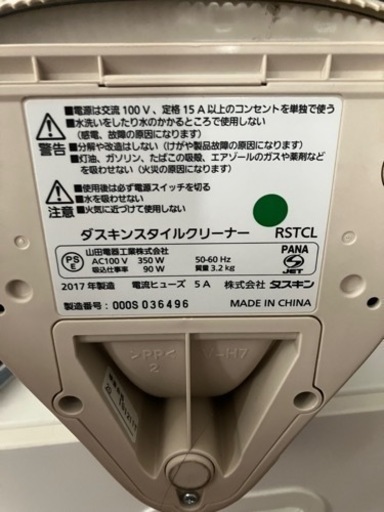 ■電源は交流100V、定格15A以上のコンセントを単独で使う
■水洗いをしたり水のかかるところで使用しない
(感電、故障の原因になります)
警告
■分解や改造はしない(けがや製品故障の原因になります)
■灯油、ガソリン、たばこの吸殻、エアゾールのガスや薬剤など
を吸わせない(火災の原因になります)
■使用後は必ず電源スイッチを切る
■水を吸わせない
注意
■火気に近づけて使用しない
ダスキンスタイルクリーナー RSTCL
PSE 山田電器工業株式会社 PANA
AC100V 350W 50-60 Hz
吸込仕事率 90W 質量 3.2 kg
S JET
2017年製造 電流ヒューズ 5A 株式会社 ダスキン
製造番号: 000S 036496 MADE IN CHINA
2